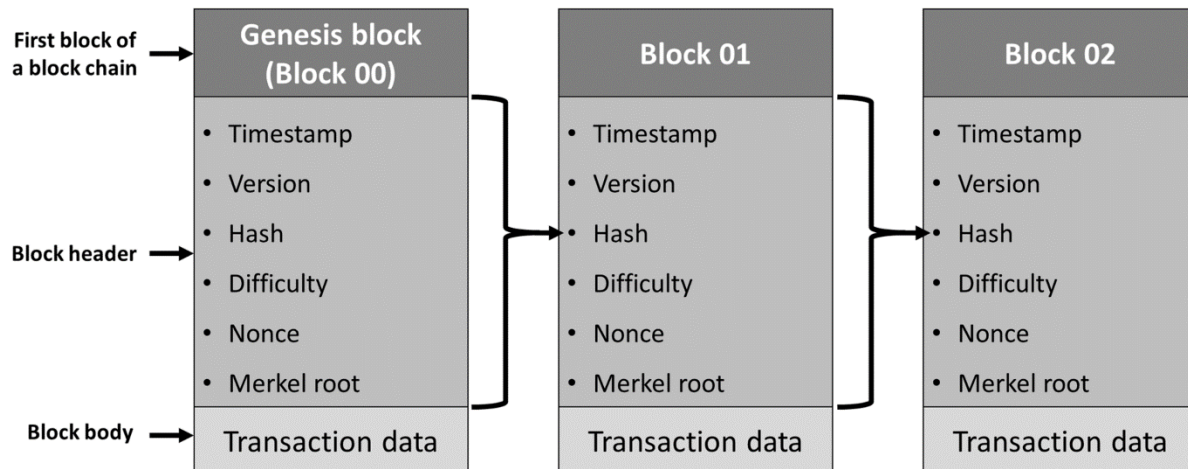 First block of
a block chain
Genesis block
(Block 00)
Block 01
Block 02
Block header
• Timestamp
• Version
• Hash
• Difficulty
• Nonce
• Merkel root
• Timestamp
• Version
• Hash
• Difficulty
• Nonce
• Merkel root
• Timestamp
• Version
• Hash
• Difficulty
• Nonce
• Merkel root
Block body
Transaction data
Transaction data
Transaction data